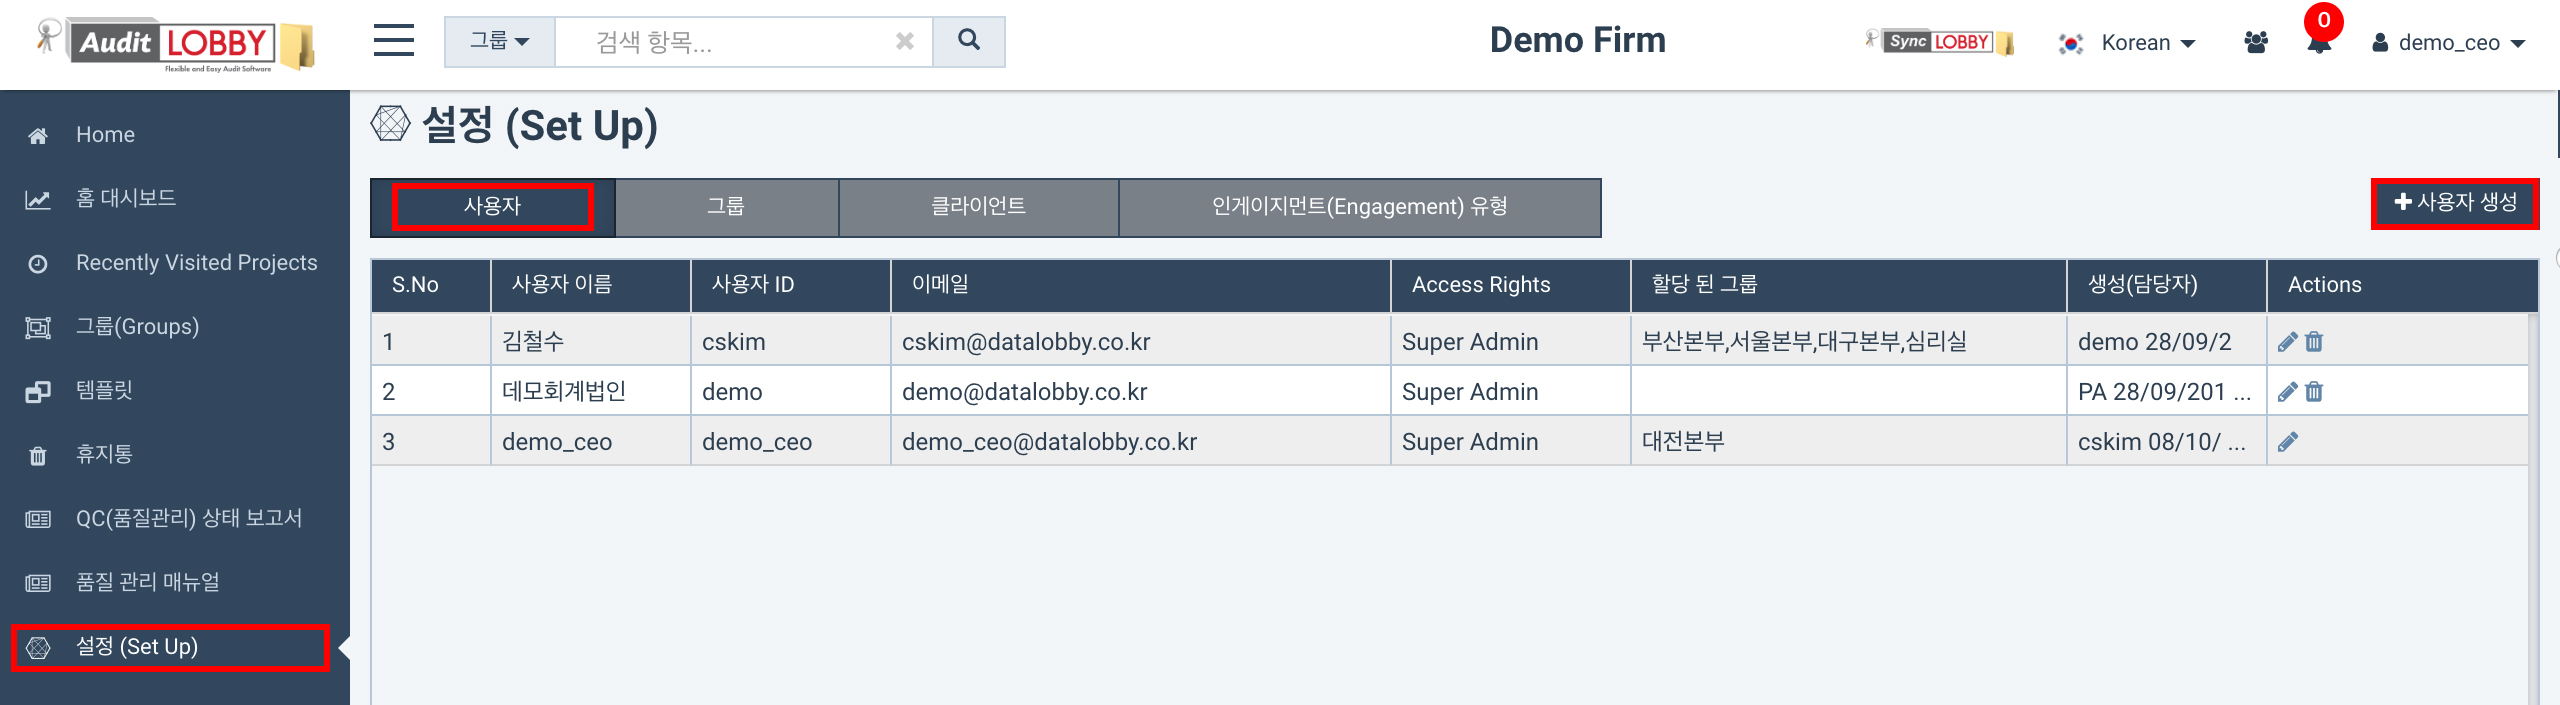 Audit LOBBY
Flexible and Easy Audit Software
그룹
검색 항목...
Demo Firm
Sync LOBBY
Korean
0
demo_ceo
Home
홈 대시보드
Recently Visited Projects
그룹(Groups)
템플릿
휴지통
QC(품질관리) 상태 보고서
품질 관리 매뉴얼
설정 (Set Up)
설정 (Set Up)
사용자 그룹 클라이언트 인게이지먼트(Engagement) 유형
사용자 생성
S.No 사용자 이름 사용자 ID 이메일 Access Rights 할당 된 그룹 생성(담당자) Actions
1 김철수 cskim cskim@datalobby.co.kr Super Admin 부산본부,서울본부,대구본부,심리실 demo 28/09/2
2 데모회계법인 demo demo@datalobby.co.kr Super Admin PA 28/09/201 ...
3 demo_ceo demo_ceo demo_ceo@datalobby.co.kr Super Admin 대전본부 cskim 08/10/ ...